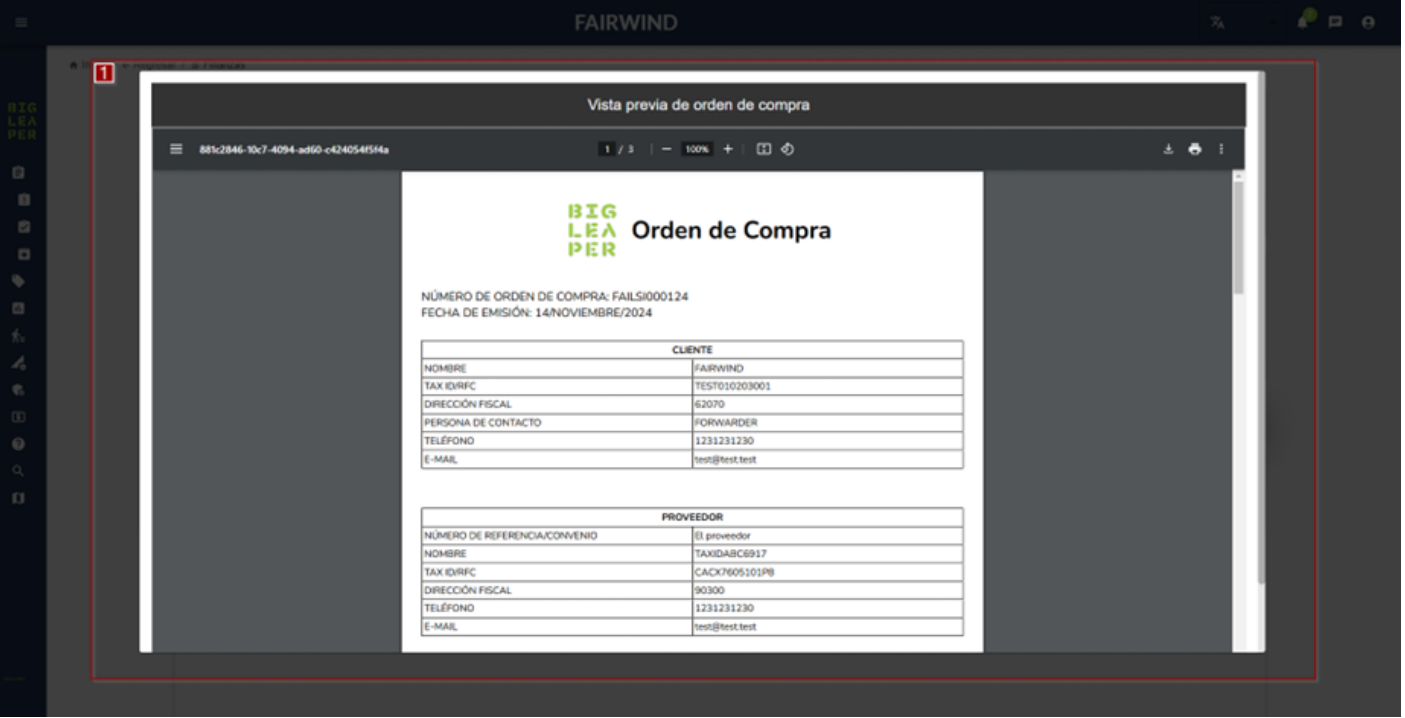 FAIRWIND
1
BIG
LEA
PER
Vista previa de orden de compra
881c2846-10c7-4094-ad60-c424054f5f4a
1 / 3
100%
BIG
LEA
PER
Orden de Compra
NÚMERO DE ORDEN DE COMPRA: FAILSI000124
FECHA DE EMISIÓN: 14/NOVIEMBRE/2024
CLIENTE
NOMBRE FAIRWIND
TAX ID/RFC TEST010203001
DIRECCIÓN FISCAL 62070
PERSONA DE CONTACTO FORWARDER
TELÉFONO 1231231230
E-MAIL test@test.test
PROVEEDOR
NÚMERO DE REFERENCIA/CONVENIO El proveedor
NOMBRE TAXIDABC6917
TAX ID/RFC CACX7605101P8
DIRECCIÓN FISCAL 90300
TELÉFONO 1231231230
E-MAIL test@test.test